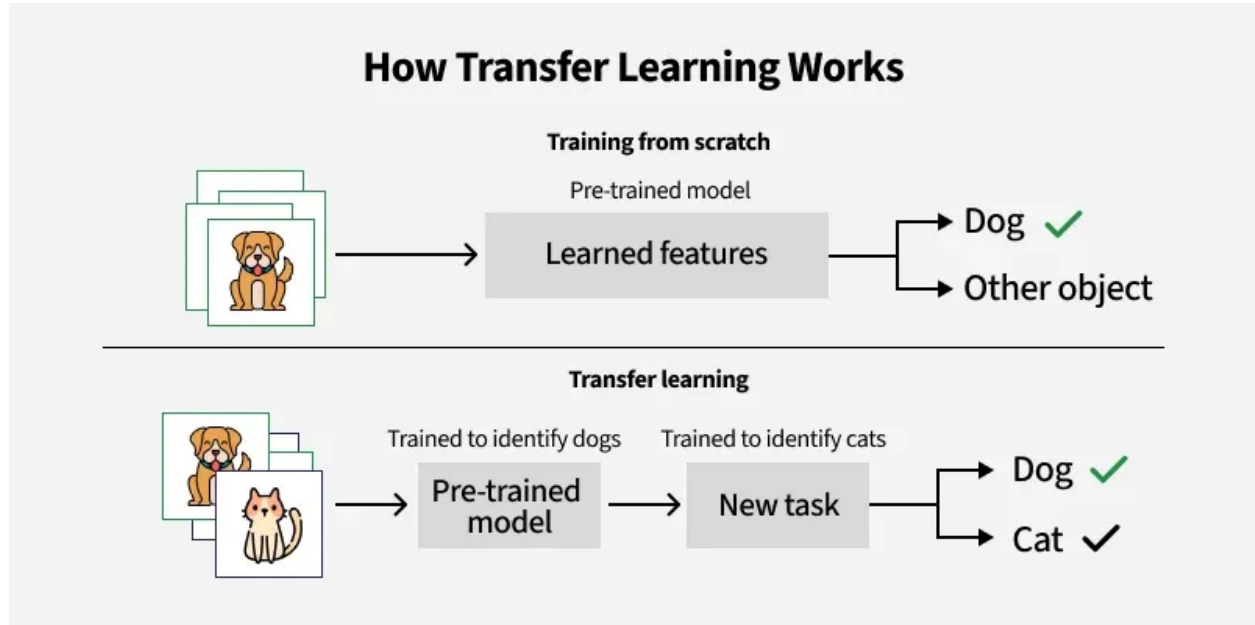 How Transfer Learning Works
Training from scratch
Pre-trained model
Learned features
Dog
Other object
Transfer learning
Trained to identify dogs
Trained to identify cats
Pre-trained
model
New task
Dog
Cat